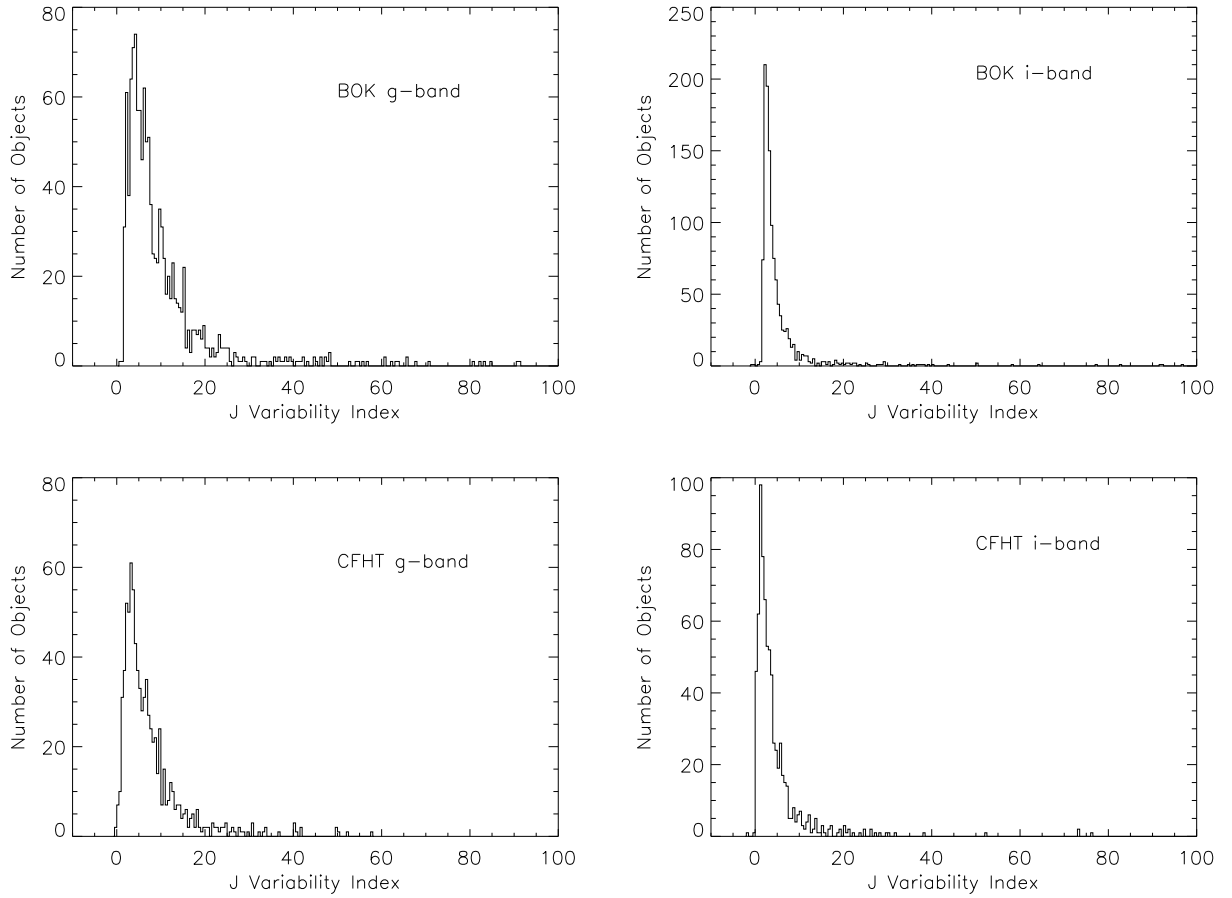 80
60
40
20
0
Number of Objects
BOK g-band
0 20 40 60 80 100
J Variability Index
250
200
150
100
50
0
Number of Objects
BOK i-band
0 20 40 60 80 100
J Variability Index
80
60
40
20
0
Number of Objects
CFHT g-band
0 20 40 60 80 100
J Variability Index
100
80
60
40
20
0
Number of Objects
CFHT i-band
0 20 40 60 80 100
J Variability Index